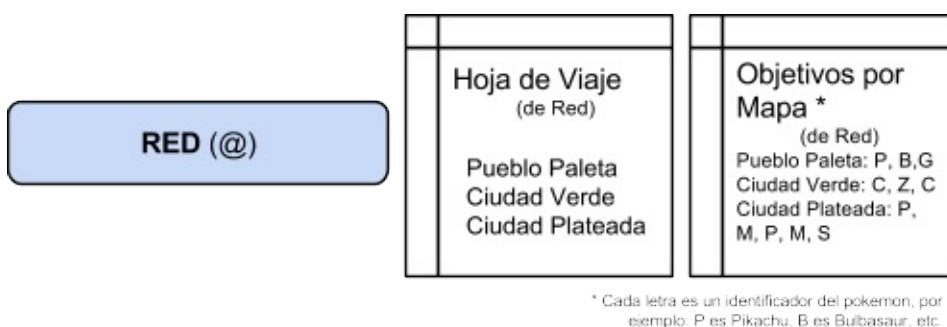 RED (@)
Hoja de Viaje
(de Red)
Pueblo Paleta
Ciudad Verde
Ciudad Plateada
Objetivos por
Mapa *
(de Red)
Pueblo Paleta: P, B,G
Ciudad Verde: C, Z, C
Ciudad Plateada: P,
M, P, M, S
* Cada letra es un identificador del pokemon, por
ejemplo: P es Pikachu, B es Bulbasaur, etc.